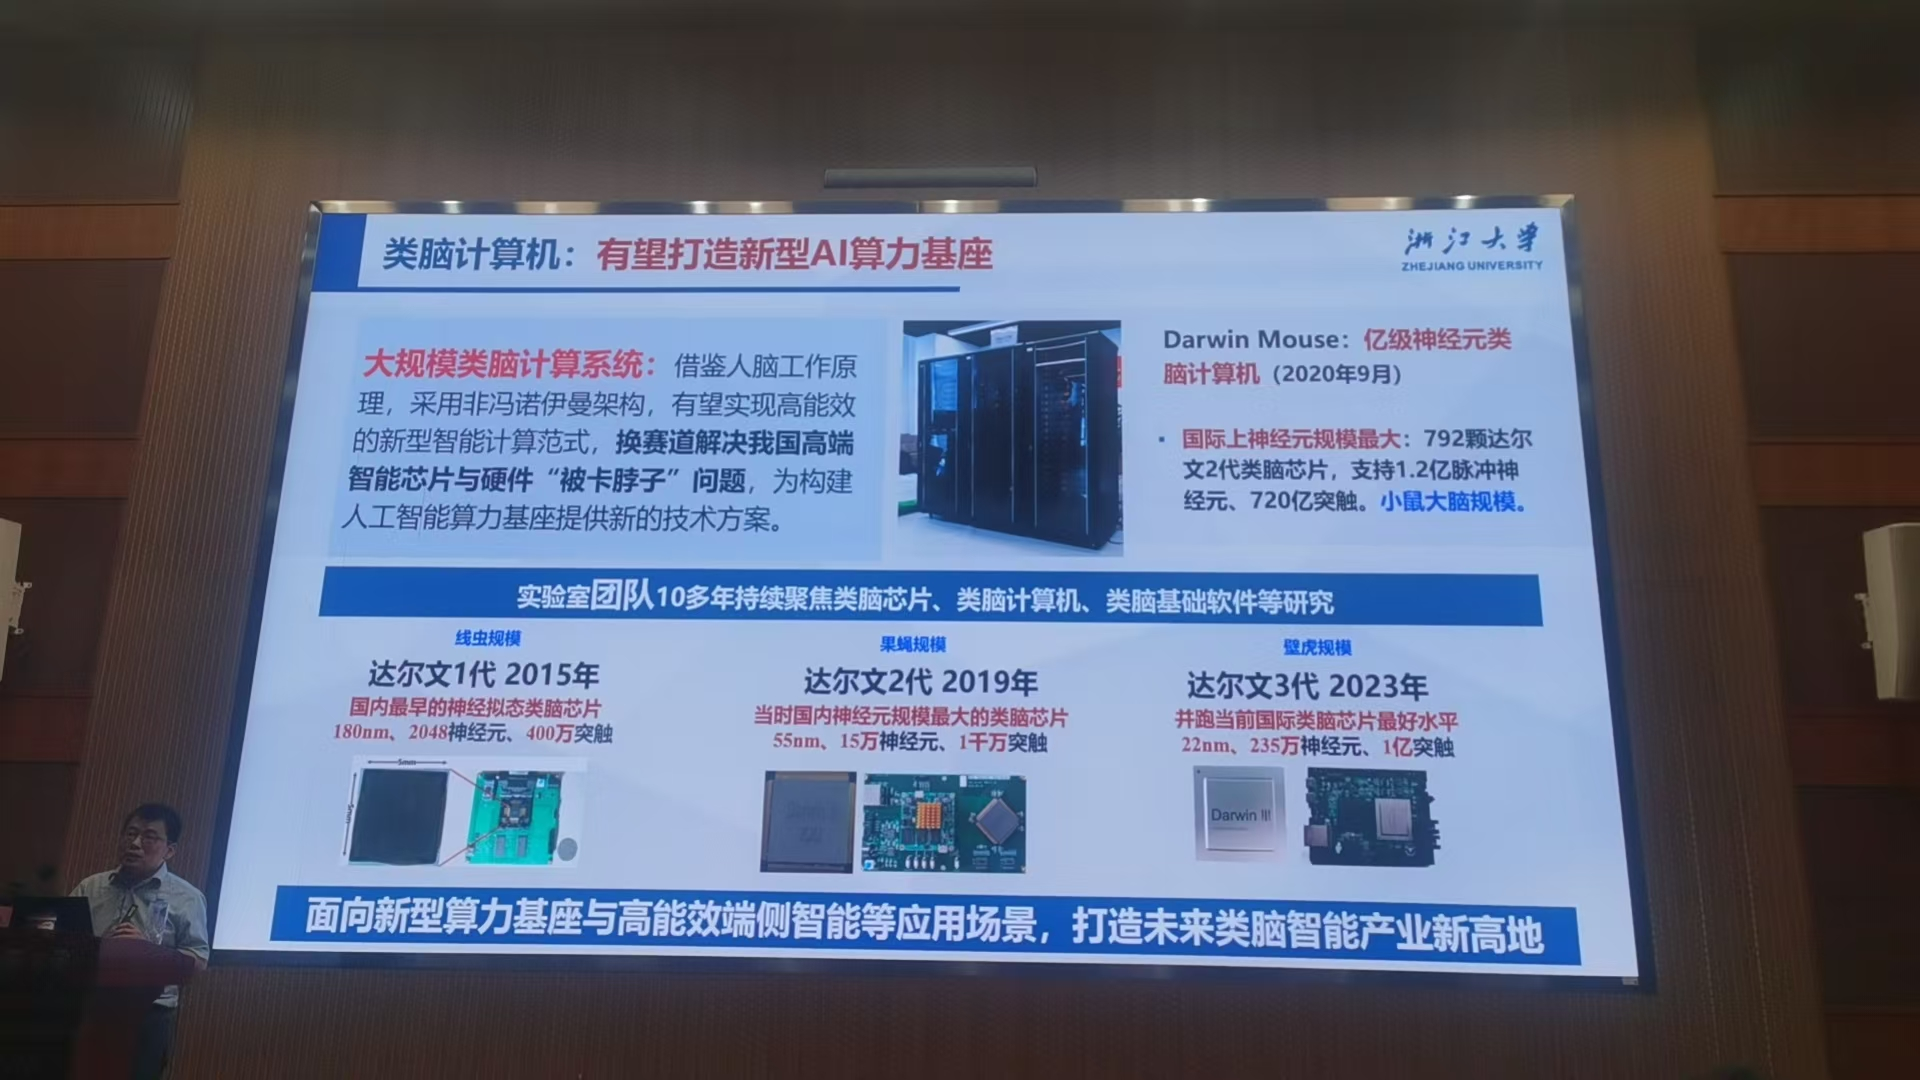 类脑计算机：有望打造新型AI算力基座
浙江大学
ZHEJIANG UNIVERSITY
大规模类脑计算系统：借鉴人脑工作原
理，采用非冯诺伊曼架构，有望实现高能效
的新型智能计算范式，换赛道解决我国高端
智能芯片与硬件“被卡脖子”问题，为构建
人工智能算力基座提供新的技术方案。
Darwin Mouse：亿级神经元类
脑计算机（2020年9月）
▪ 国际上神经元规模最大：792颗达尔
文2代类脑芯片，支持1.2亿脉冲神
经元、720亿突触。小鼠大脑规模。
实验室团队10多年持续聚焦类脑芯片、类脑计算机、类脑基础软件等研究
线虫规模
达尔文1代 2015年
国内最早的神经拟态类脑芯片
180nm、2048神经元、400万突触
5mm
5mm
果蝇规模
达尔文2代 2019年
当时国内神经元规模最大的类脑芯片
55nm、15万神经元、1千万突触
壁虎规模
达尔文3代 2023年
并跑当前国际类脑芯片最好水平
22nm、235万神经元、1亿突触
Darwin III
面向新型算力基座与高能效端侧智能等应用场景，打造未来类脑智能产业新高地